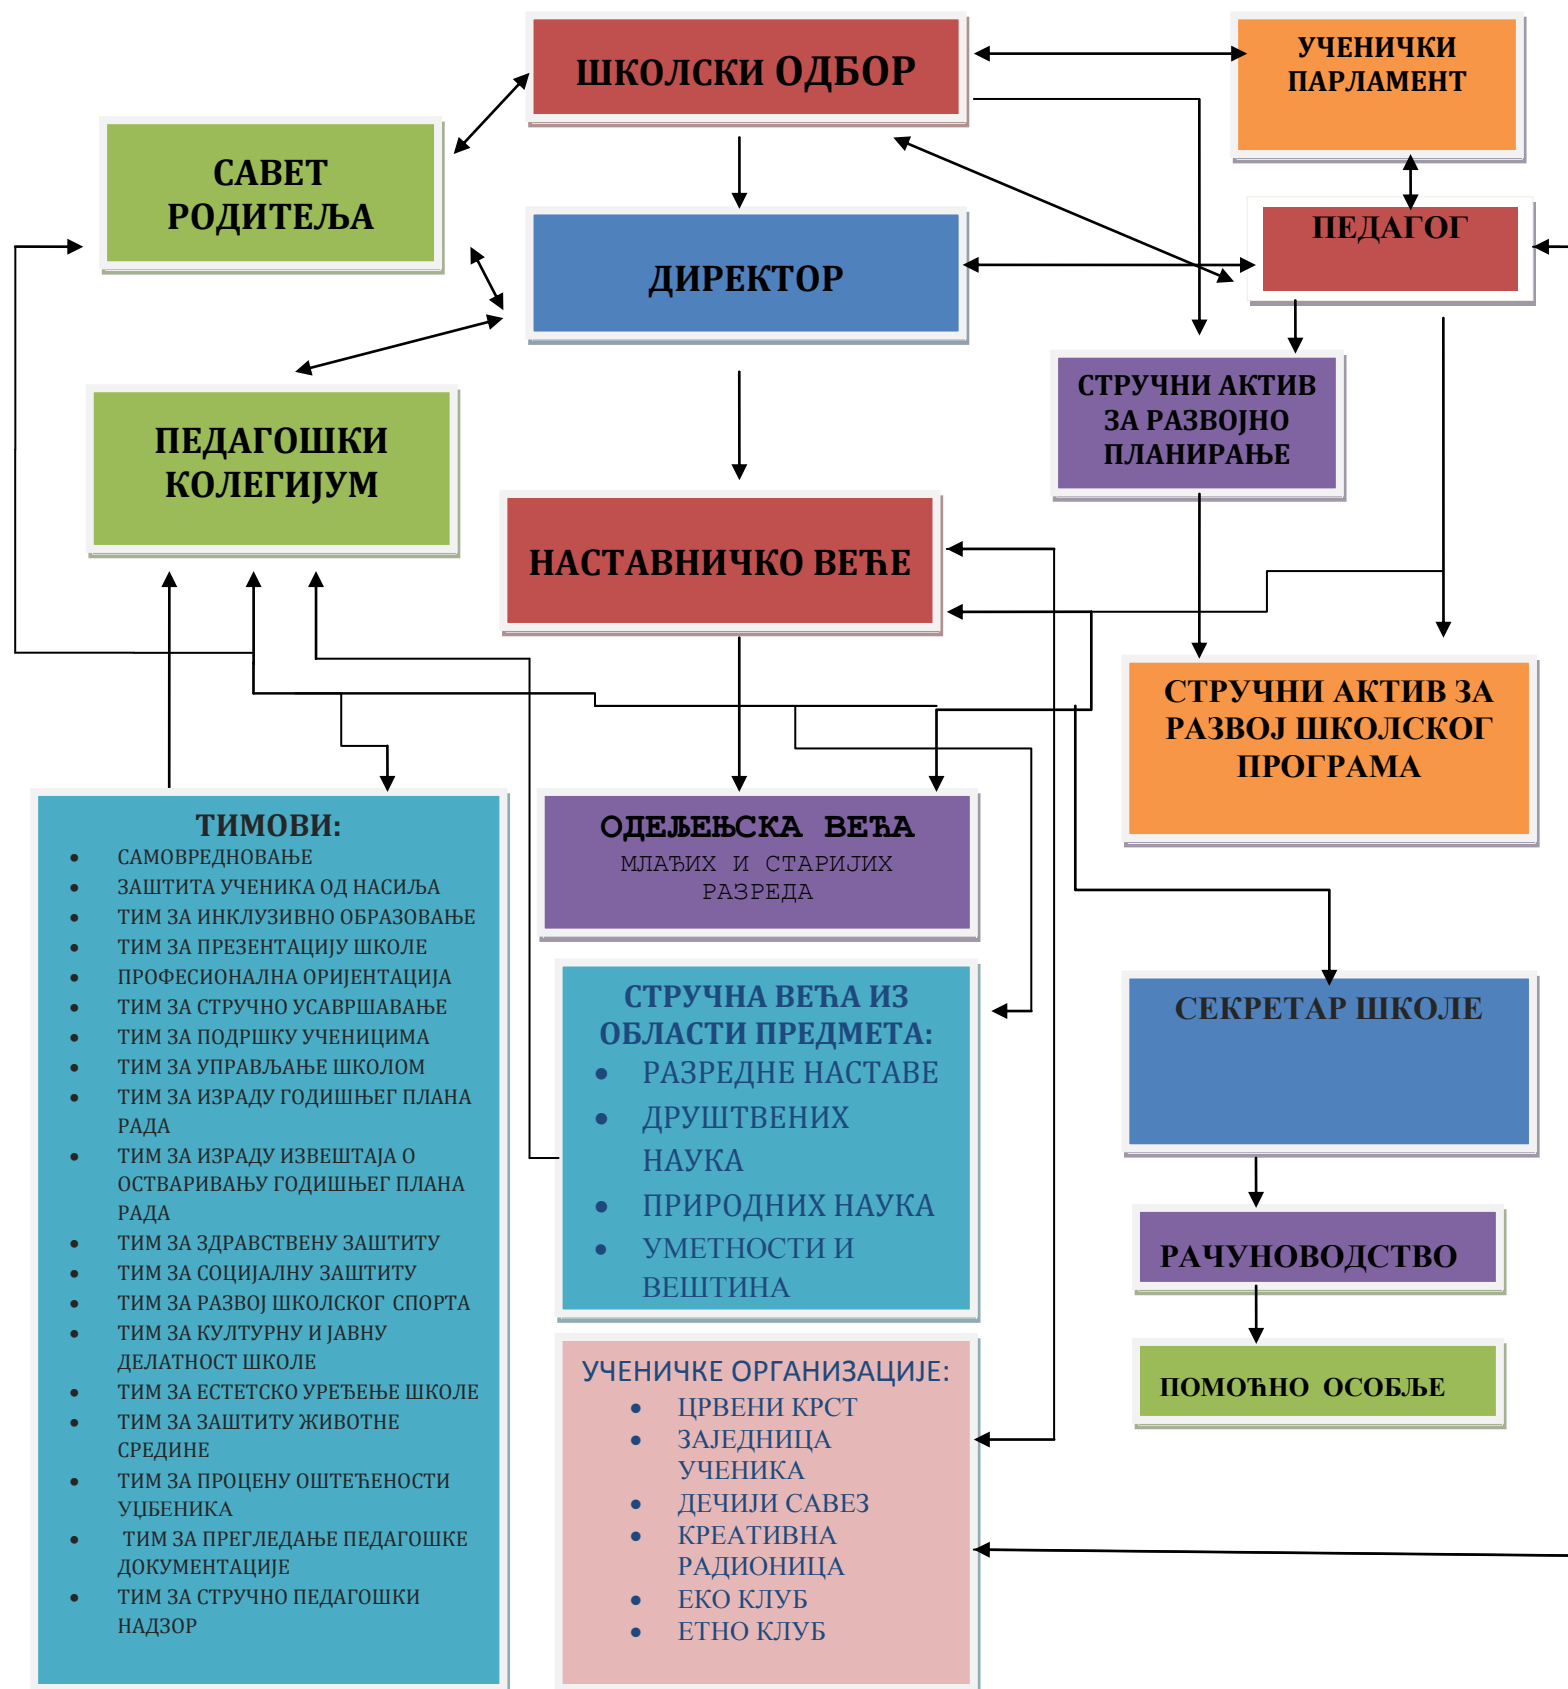 ШКОЛСКИ ОДБОР
УЧЕНИЧКИ
ПАРЛАМЕНТ
САВЕТ
РОДИТЕЉА
ДИРЕКТОР
ПЕДАГОГ
ПЕДАГОШКИ
КОЛЕГИЈУМ
СТРУЧНИ АКТИВ
ЗА РАЗВОЈНО
ПЛАНИРАЊЕ
НАСТАВНИЧКО ВЕЋЕ
СТРУЧНИ АКТИВ ЗА
РАЗВОЈ ШКОЛСКОГ
ПРОГРАМА
ТИМОВИ:
• САМОВРЕДНОВАЊЕ
• ЗАШТИТА УЧЕНИКА ОД НАСИЉА
• ТИМ ЗА ИНКЛУЗИВНО ОБРАЗОВАЊЕ
• ТИМ ЗА ПРЕЗЕНТАЦИЈУ ШКОЛЕ
• ПРОФЕСИОНАЛНА ОРИЈЕНТАЦИЈА
• ТИМ ЗА СТРУЧНО УСАВРШАВАЊЕ
• ТИМ ЗА ПОДРШКУ УЧЕНИЦИМА
• ТИМ ЗА УПРАВЉАЊЕ ШКОЛОМ
• ТИМ ЗА ИЗРАДУ ГОДИШЊЕГ ПЛАНА
РАДА
• ТИМ ЗА ИЗРАДУ ИЗВЕШТАЈА О
ОСТВАРИВАЊУ ГОДИШЊЕГ ПЛАНА
РАДА
• ТИМ ЗА ЗДРАВСТВЕНУ ЗАШТИТУ
• ТИМ ЗА СОЦИЈАЛНУ ЗАШТИТУ
• ТИМ ЗА РАЗВОЈ ШКОЛСКОГ СПОРТА
• ТИМ ЗА КУЛТУРНУ И ЈАВНУ
ДЕЛАТНОСТ ШКОЛЕ
• ТИМ ЗА ЕСТЕТСКО УРЕЂЕЊЕ ШКОЛЕ
• ТИМ ЗА ЗАШТИТУ ЖИВОТНЕ
СРЕДИНЕ
• ТИМ ЗА ПРОЦЕНУ ОШТЕЋЕНОСТИ
УЏБЕНИКА
• ТИМ ЗА ПРЕГЛЕДАЊЕ ПЕДАГОШКЕ
ДОКУМЕНТАЦИЈЕ
• ТИМ ЗА СТРУЧНО ПЕДАГОШКИ
НАДЗОР
ОДЕЉЕЊСКА ВЕЋА
МЛАЂИХ И СТАРИЈИХ
РАЗРЕДА
СТРУЧНА ВЕЋА ИЗ
ОБЛАСТИ ПРЕДМЕТА:
• РАЗРЕДНЕ НАСТАВЕ
• ДРУШТВЕНИХ
НАУКА
• ПРИРОДНИХ НАУКА
• УМЕТНОСТИ И
ВЕШТИНА
УЧЕНИЧКЕ ОРГАНИЗАЦИЈЕ:
• ЦРВЕНИ КРСТ
• ЗАЈЕДНИЦА
УЧЕНИКА
• ДЕЧИЈИ САВЕЗ
• КРЕАТИВНА
РАДИОНИЦА
• ЕКО КЛУБ
• ЕТНО КЛУБ
СЕКРЕТАР ШКОЛЕ
РАЧУНОВОДСТВО
ПОМОЋНО ОСОБЉЕ